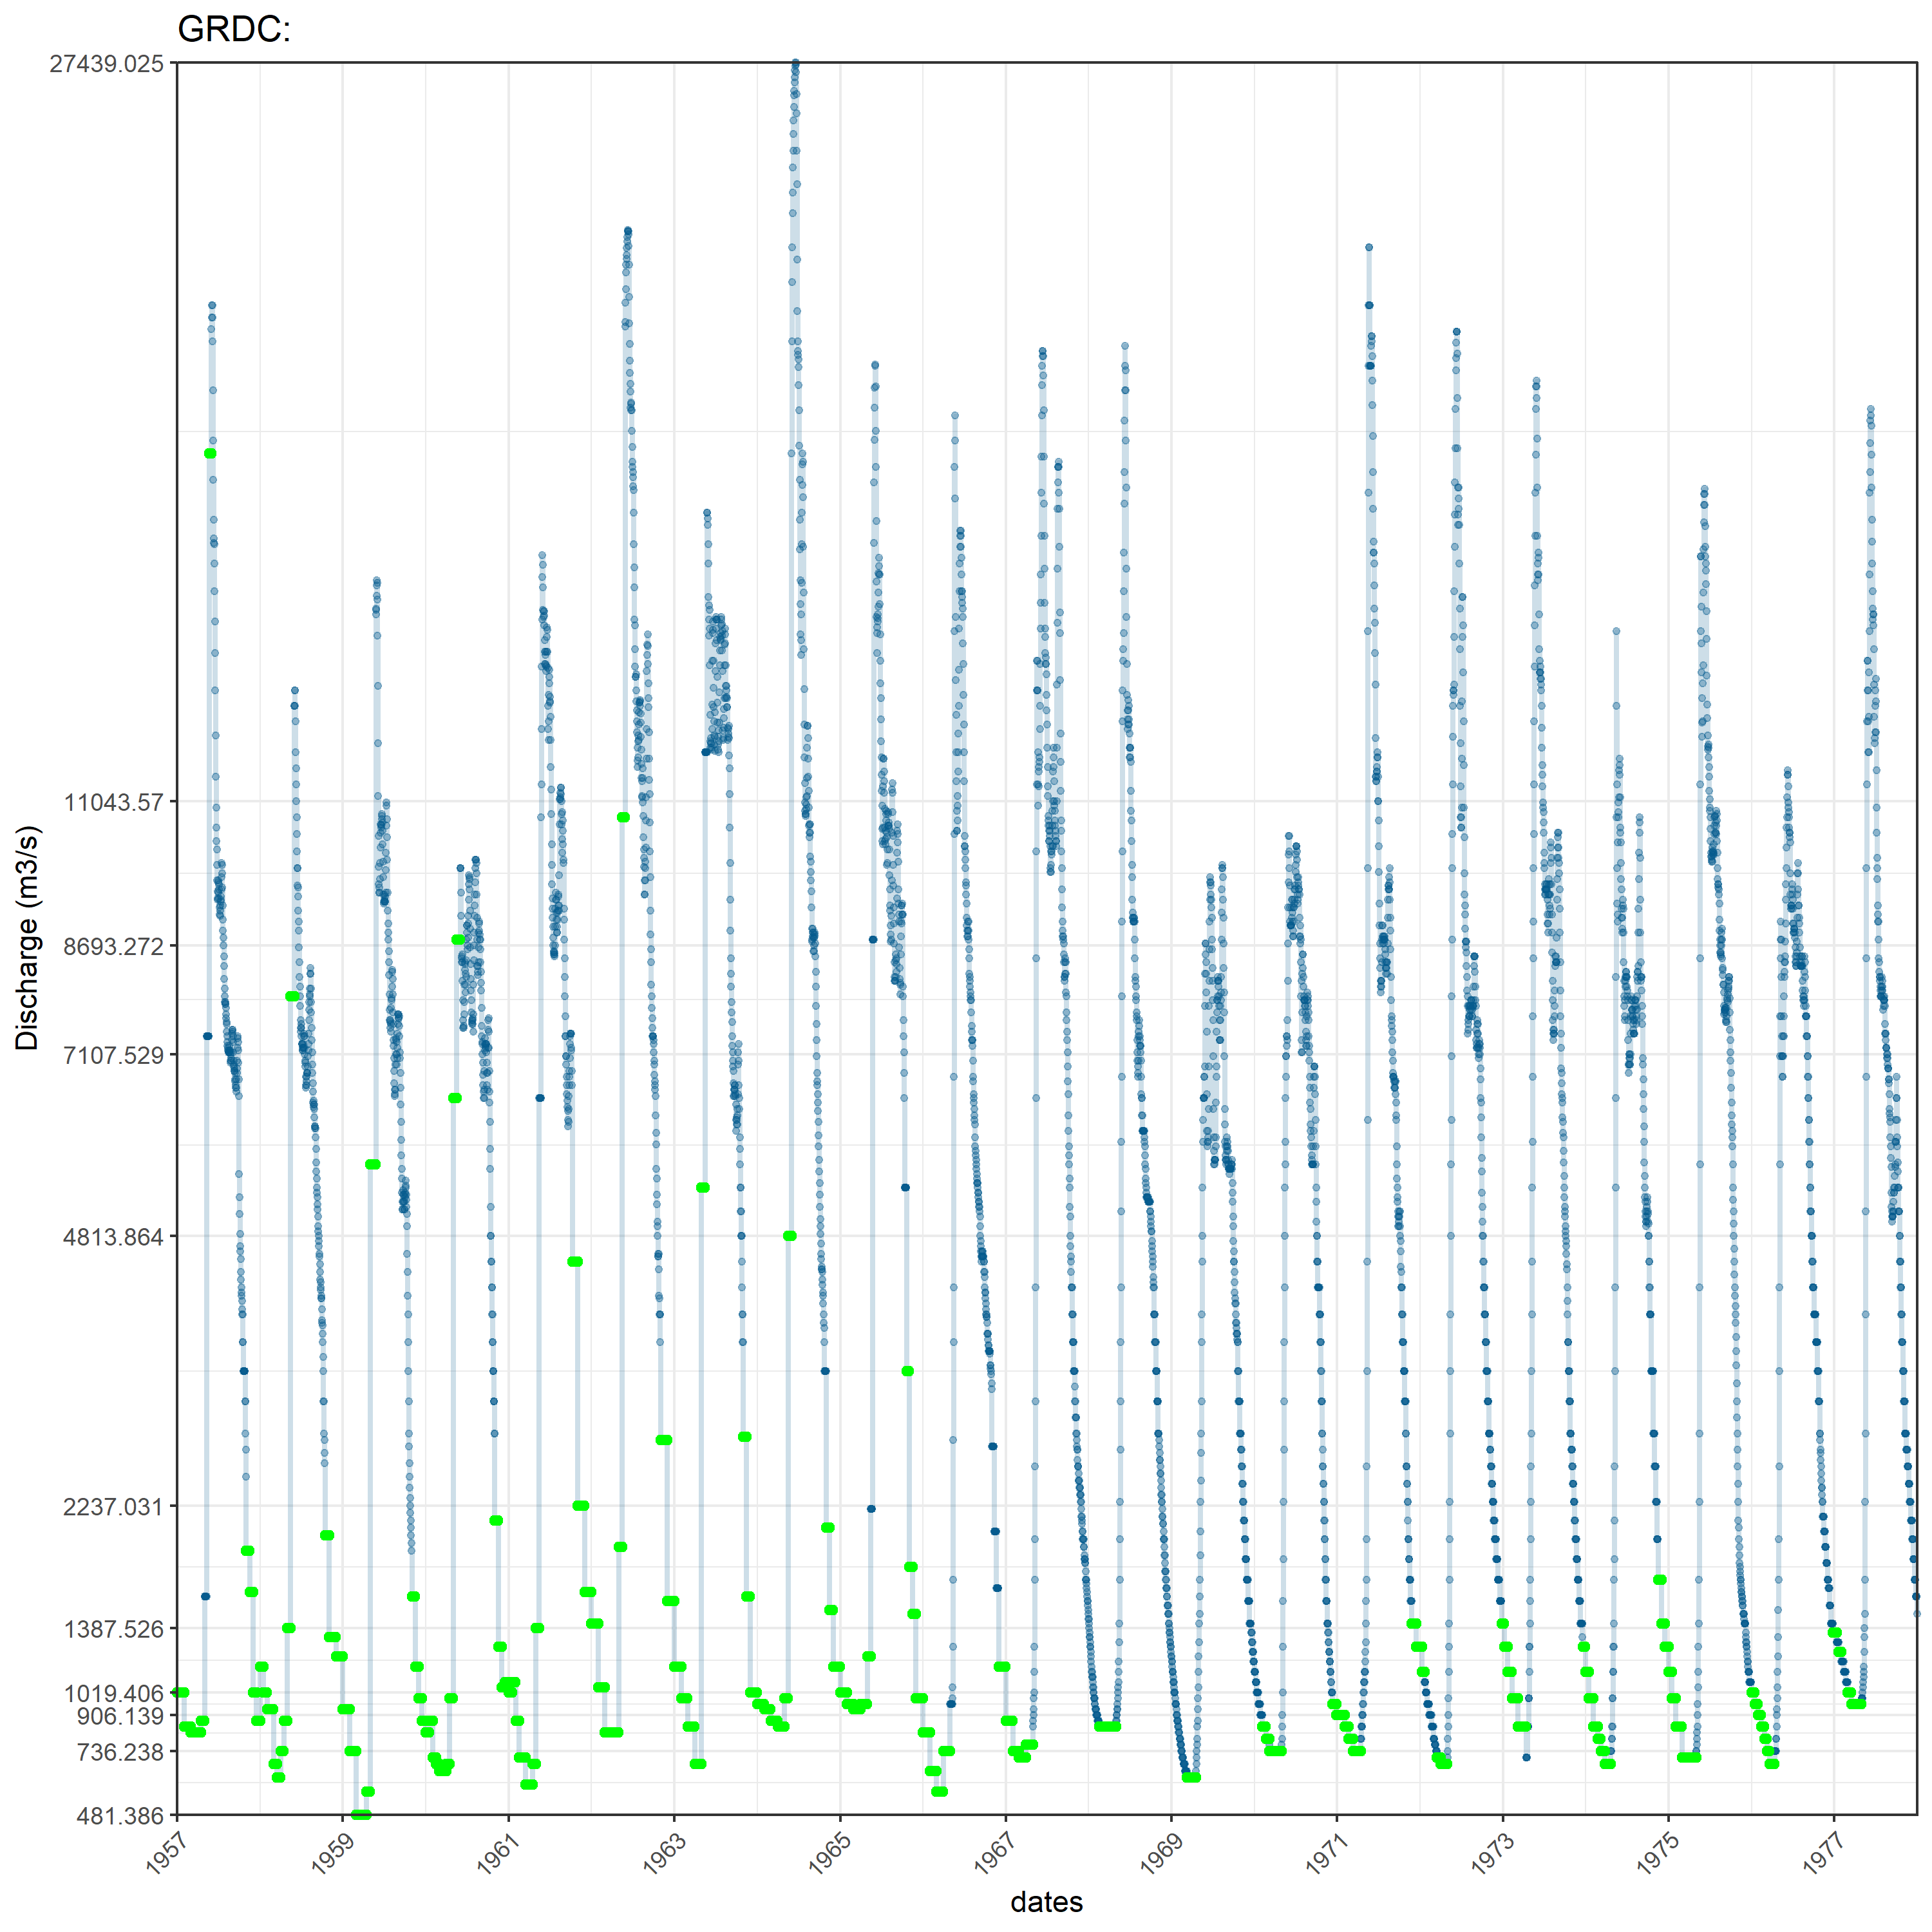 GRDC:
27439.025
11043.57
8693.272
7107.529
4813.864
2237.031
1387.526
1019.406
906.139
736.238
481.386
Discharge (m3/s)
1957 1959 1961 1963 1965 1967 1969 1971 1973 1975 1977
dates